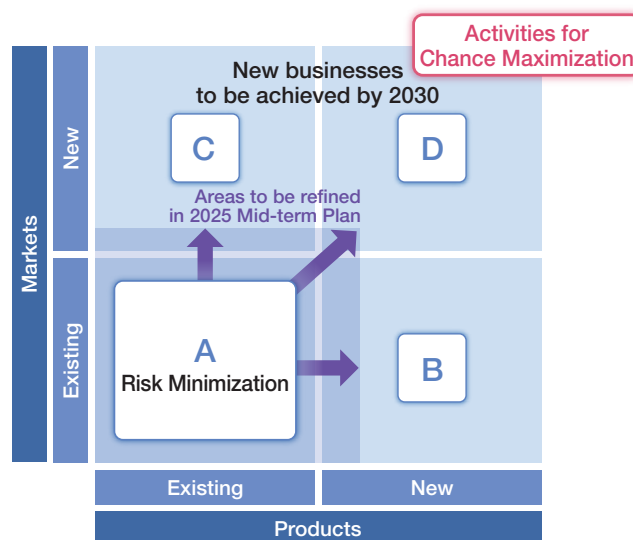 Activities for
Chance Maximization
New businesses
to be achieved by 2030
C
D
Areas to be refined
in 2025 Mid-term Plan
New
Markets
Existing
A
Risk Minimization
B
Existing
New
Products